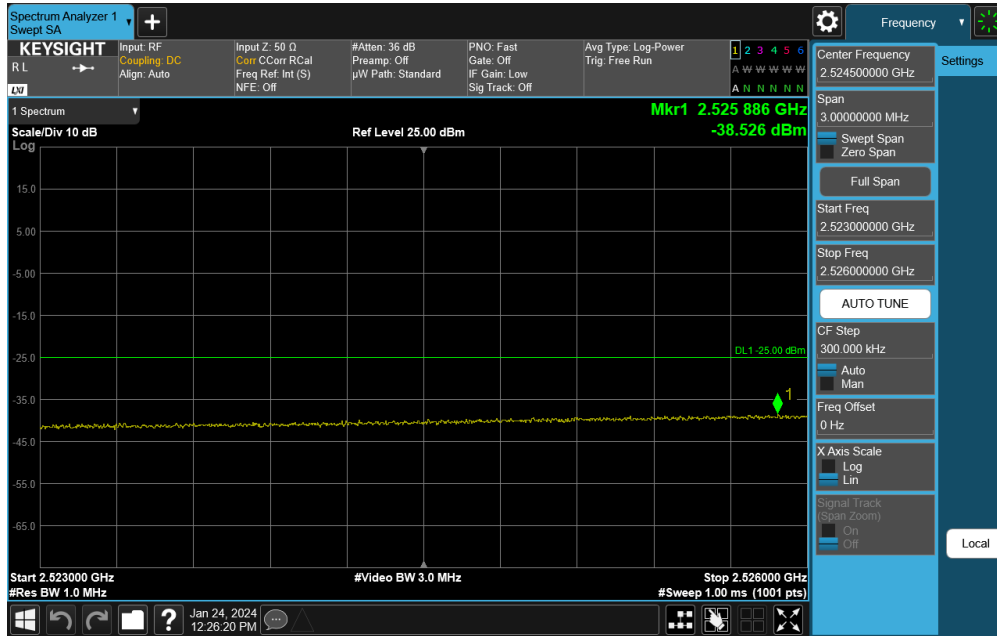 Spectrum Analyzer 1
Swept SA
Frequency
KEYSIGHT
R L
LXI
Input: RF
Coupling: DC
Align: Auto
Input Z: 50 Ω
Corr CCorr RCal
Freq Ref: Int (S)
NFE: Off
#Atten: 36 dB
Preamp: Off
µW Path: Standard
PNO: Fast
Gate: Off
IF Gain: Low
Sig Track: Off
Avg Type: Log-Power
Trig: Free Run
1 2 3 4 5 6
A W W W W W
A N N N N N
1 Spectrum
Scale/Div 10 dB
Log
Ref Level 25.00 dBm
Mkr1 2.525 886 GHz
-38.526 dBm
15.0
5.00
-5.00
-15.0
-25.0
-35.0
-45.0
-55.0
-65.0
DL1 -25.00 dBm
1
Start 2.523000 GHz
#Res BW 1.0 MHz
#Video BW 3.0 MHz
Stop 2.526000 GHz
#Sweep 1.00 ms (1001 pts)
?
Jan 24, 2024
12:26:20 PM
Center Frequency
2.524500000 GHz
Span
3.00000000 MHz
Swept Span
Zero Span
Full Span
Start Freq
2.523000000 GHz
Stop Freq
2.526000000 GHz
AUTO TUNE
CF Step
300.000 kHz
Auto
Man
Freq Offset
0 Hz
X Axis Scale
Log
Lin
Signal Track
(Span Zoom)
On
Off
Settings
Local